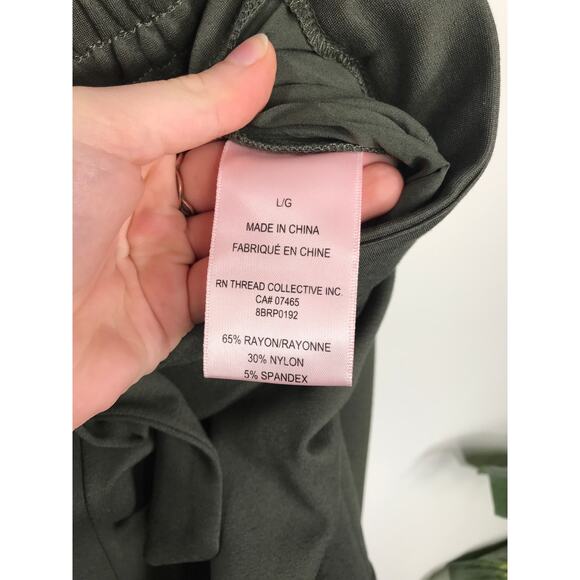 L/G
MADE IN CHINA
FABRIQUÉ EN CHINE
RN THREAD COLLECTIVE INC.
CA# 07465
8BRP0192
65% RAYON/RAYONNE
30% NYLON
5% SPANDEX